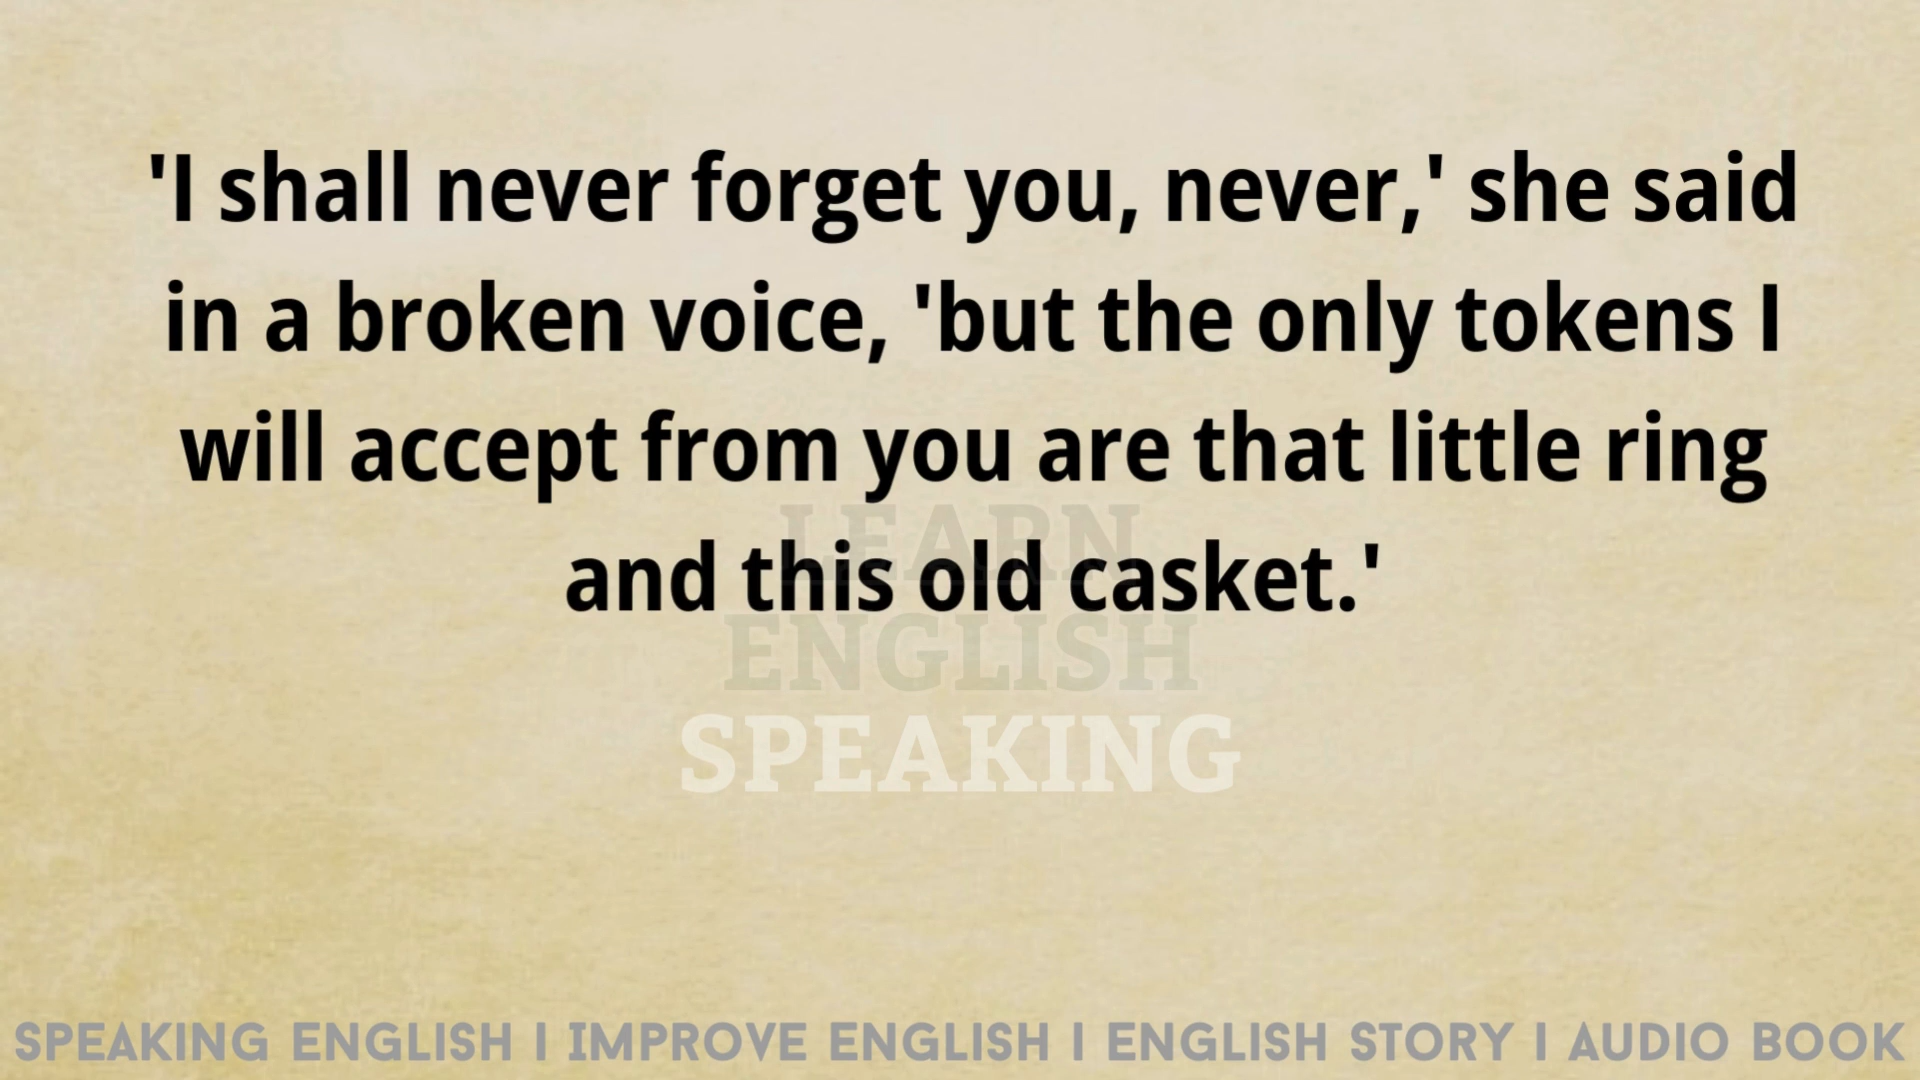 'I shall never forget you, never,' she said
in a broken voice, 'but the only tokens I
will accept from you are that little ring
and this old casket.'
LEARN
ENGLISH
SPEAKING
SPEAKING ENGLISH I IMPROVE ENGLISH I ENGLISH STORY I AUDIO BOOK